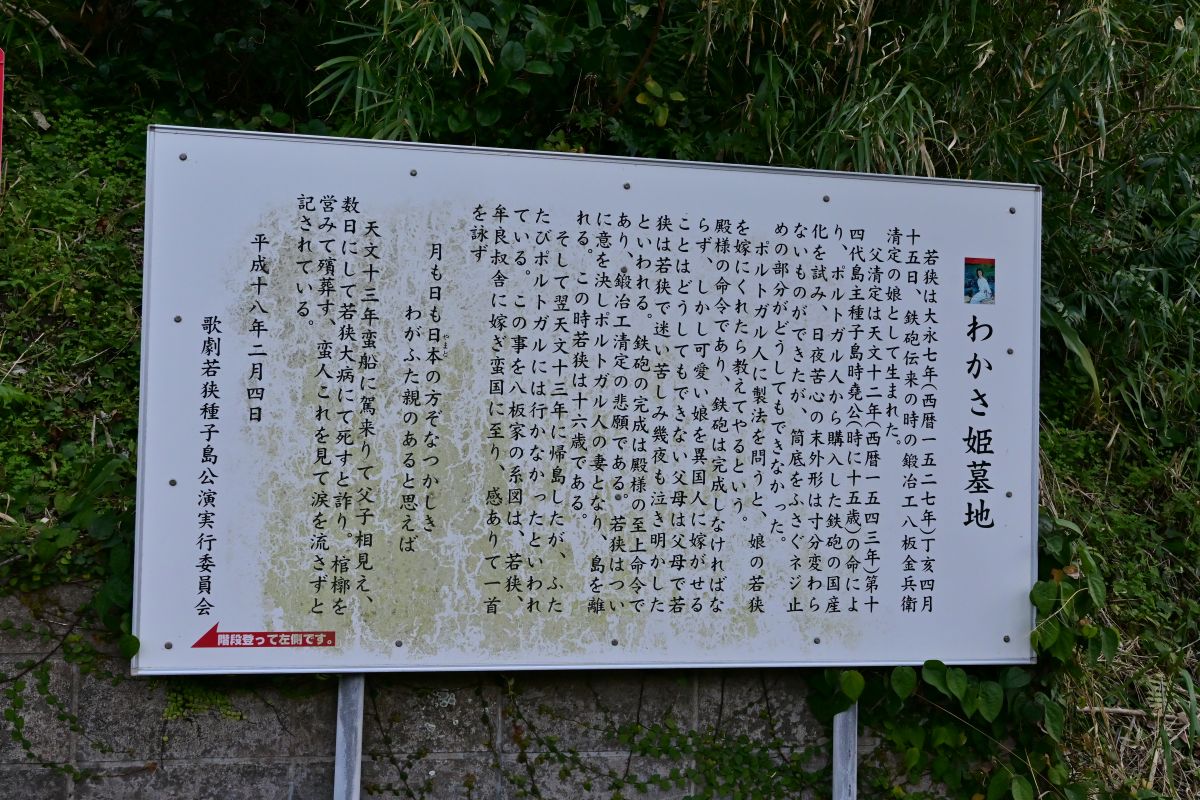 わかさ姫墓地
若狭は大永七年(西暦一五二七年)丁亥四月
十五日、鉄砲伝来の時の鍛冶工八板金兵衛
清定の娘として生まれた。
父清定は天文十二年(西暦一五四三年)第十
四代島主種子島時堯公(時に十五歳)の命によ
り、ポルトガル人から購入した鉄砲の国産
化を試み、日夜苦心の末外形は寸分変わら
ないものができたが、筒底をふさぐネジ止
めの部分がどうしてもできなかった。
ポルトガル人に製法を問うと、娘の若狭
を嫁にくれたら教えてやるという。
殿様の命令であり、鉄砲は完成しなければな
らず、しかし可愛い娘を異国人に嫁がせる
ことはどうしてもできない父母は父母で若
狭は若狭で迷い苦しみ幾夜も泣き明かした
といわれる。鉄砲の完成は殿様の至上命令で
あり、鍛冶工清定の悲願である。若狭はつい
に意を決しポルトガル人の妻となり、島を離
れる。この時若狭は十六歳である。
そして翌天文十三年に帰島したが、ふた
たびポルトガルには行かなかったといわれ
ている。この事を八板家の系図は、若狭、
牟良叔舎に嫁ぎ蛮国に至り、感ありて一首
を詠ず
月も日も日本の方ぞなつかしき
やまと
わがふた親のあると思えば
天文十三年蛮船に駕来りて父子相見え、
数日にして若狭大病にて死すと詐り。棺槨を
営みて殯葬す、蛮人これを見て涙を流さずと
記されている。
平成十八年二月四日
歌劇若狭種子島公演実行委員会
階段登って左側です。